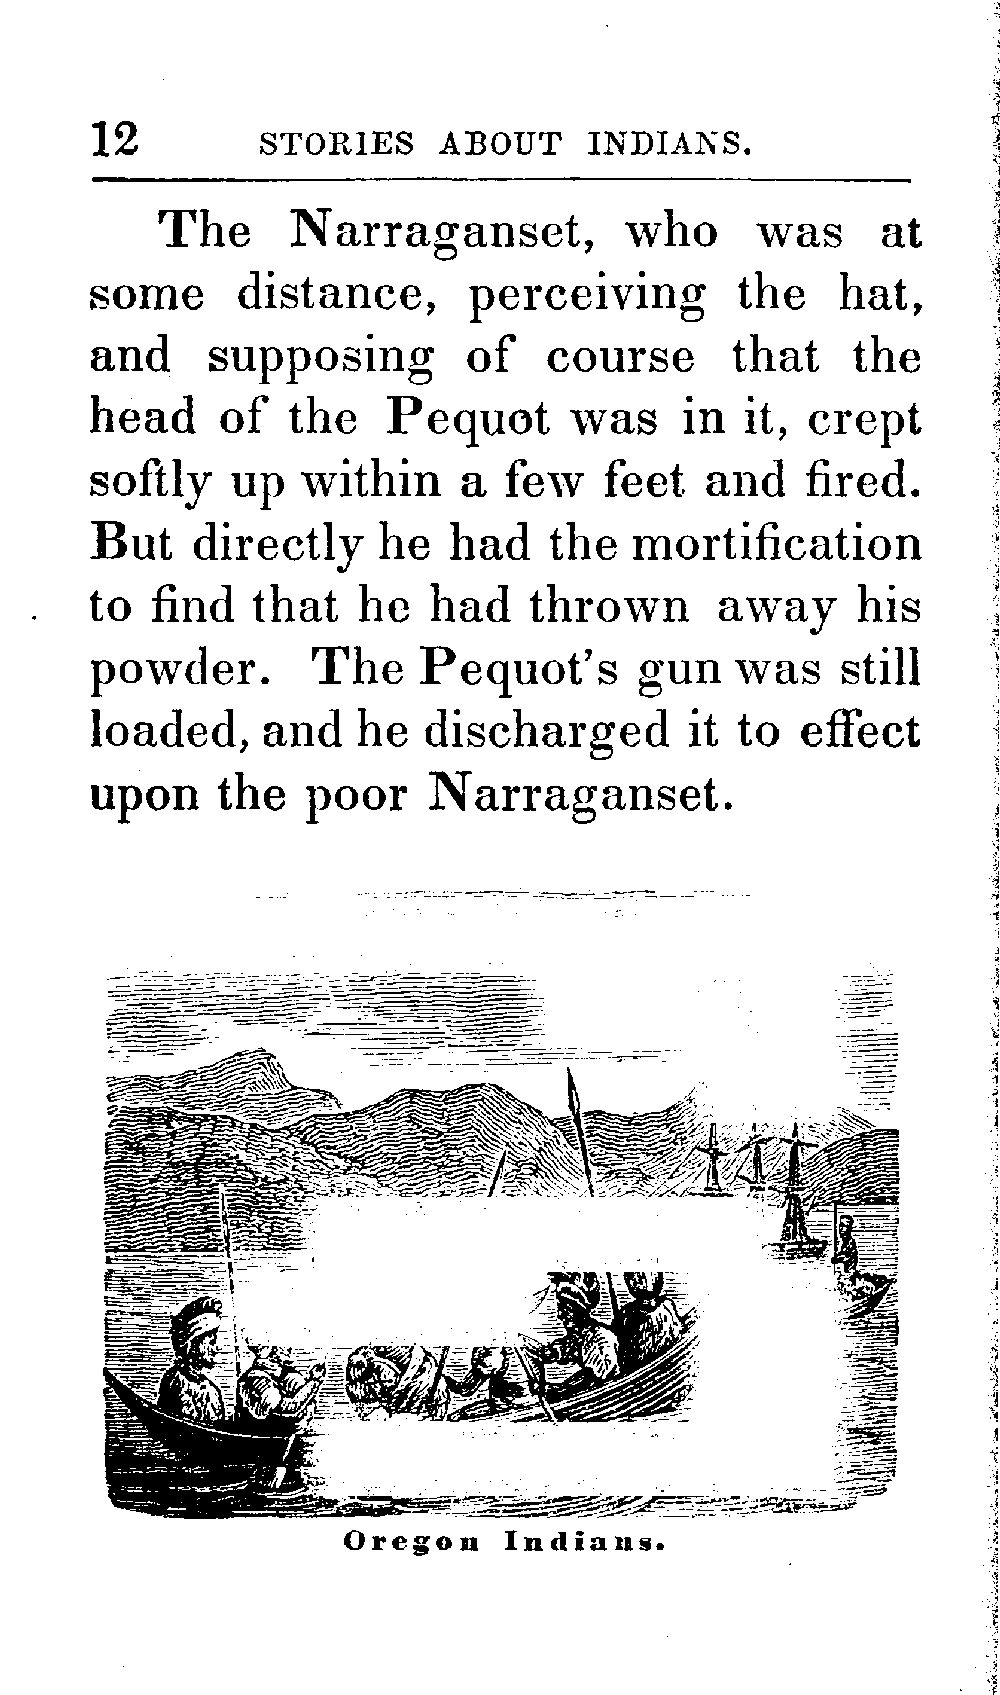 12 STORIES ABOUT INDIANS.
The Narraganset, who was at
some distance, perceiving the hat,
and supposing of course that the
head of the Pequot was in it, crept
softly up within a few feet and fired.
But directly he had the mortification
to find that he had thrown away his
powder. The Pequot's gun was still
loaded, and he discharged it to effect
upon the poor Narraganset.
Oregon Indians.